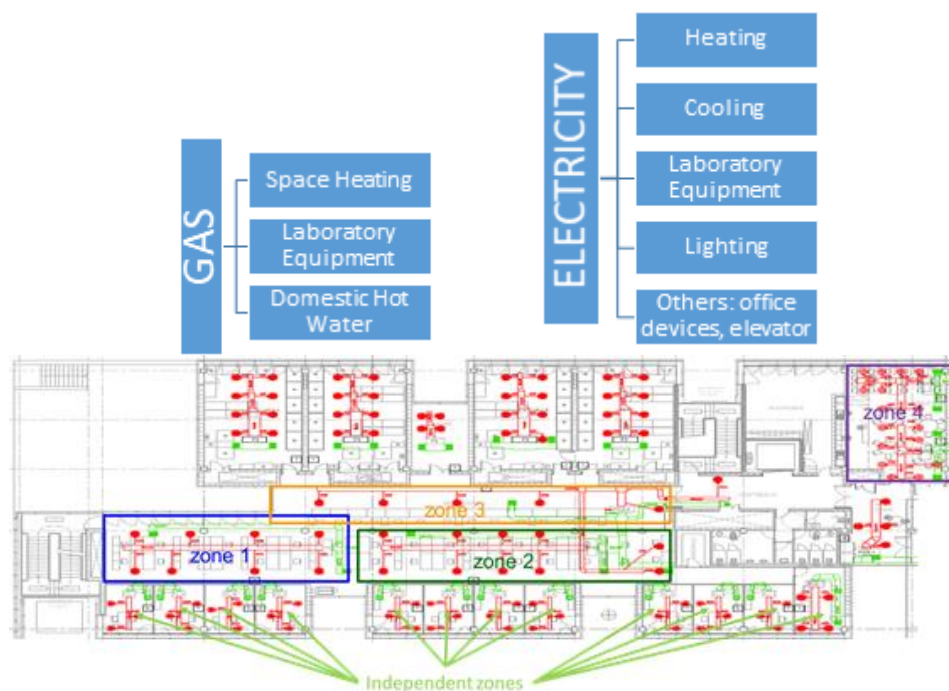 GAS
Space Heating
Laboratory
Equipment
Domestic Hot
Water
ELECTRICITY
Heating
Cooling
Laboratory
Equipment
Lighting
Others: office
devices, elevator
zone 4
zone 3
zone 1
zone 2
Independent zones